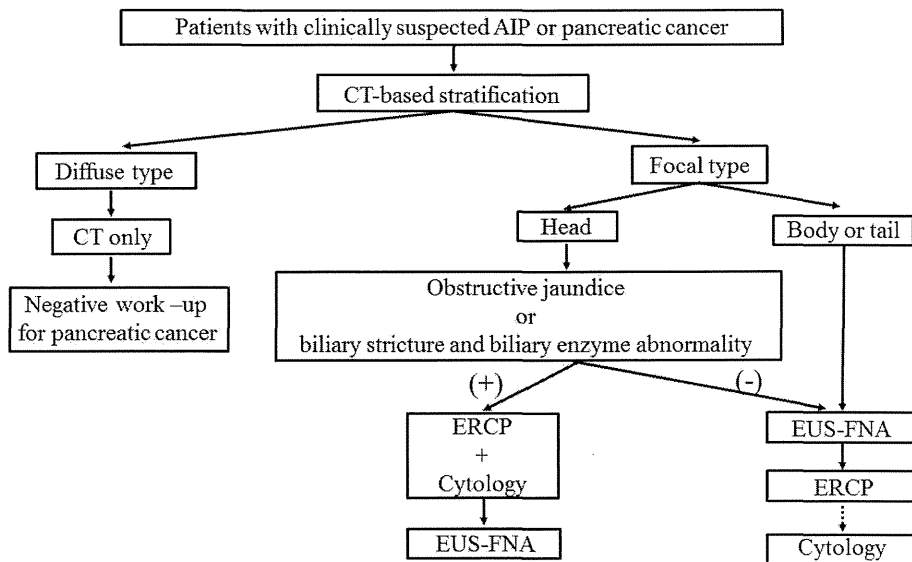 Patients with clinically suspected AIP or pancreatic cancer
CT-based stratification
Diffuse type
Focal type
CT only
Head
Body or tail
Negative work –up
for pancreatic cancer
Obstructive jaundice
or
biliary stricture and biliary enzyme abnormality
(+)
(-)
ERCP
+
Cytology
EUS-FNA
EUS-FNA
ERCP
Cytology